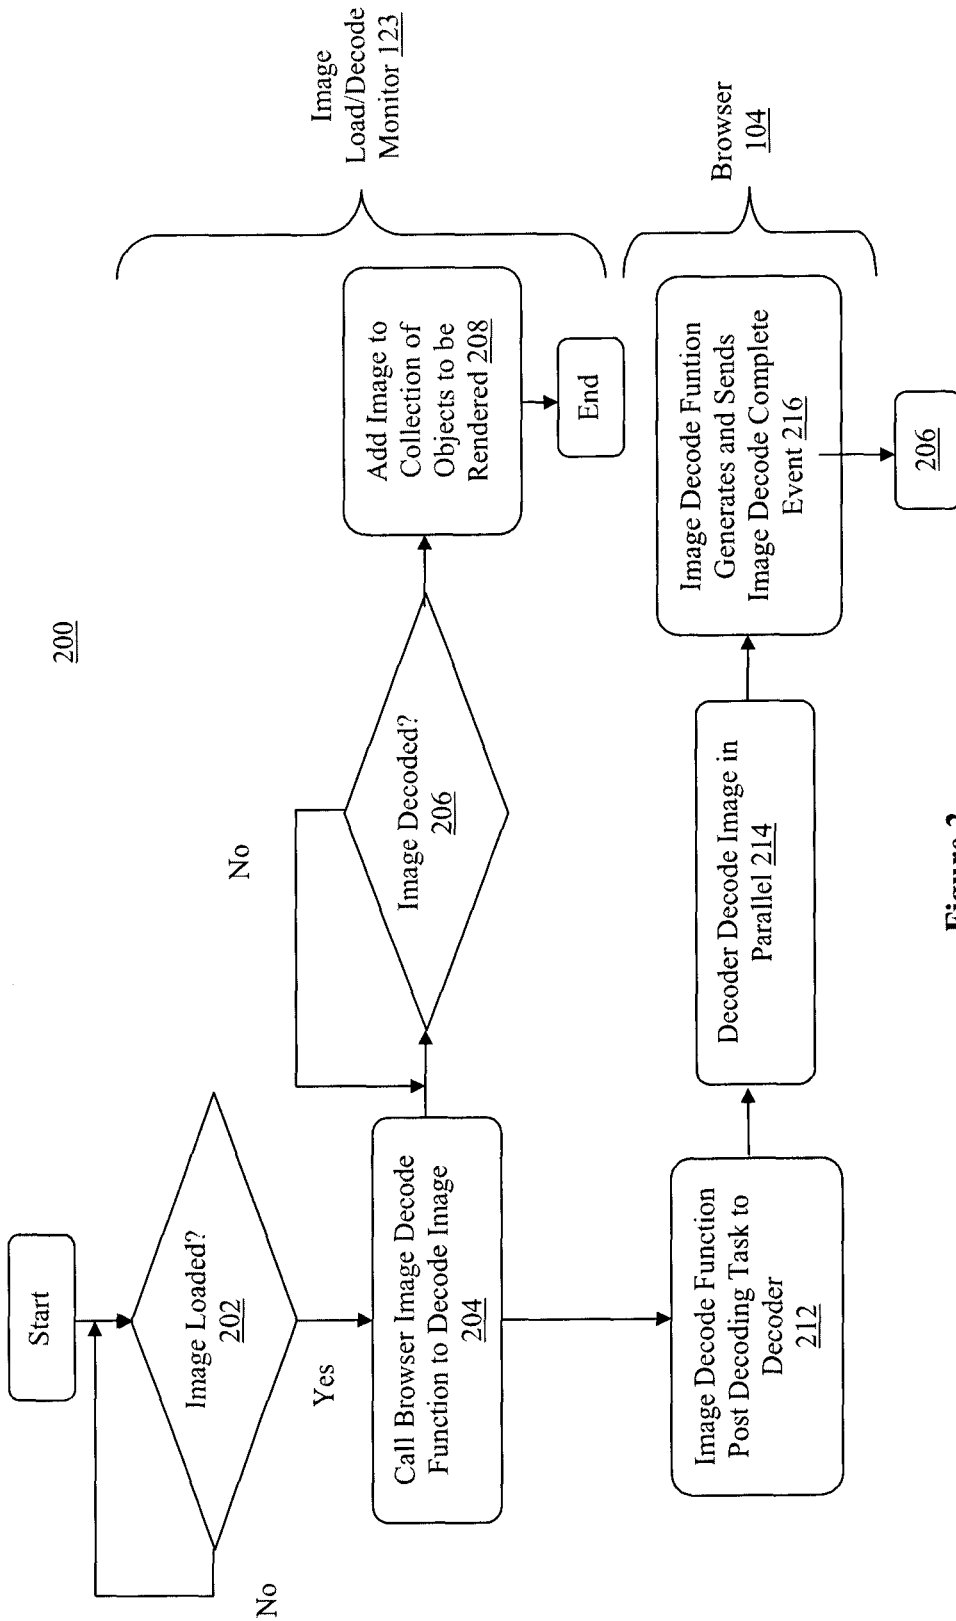 200
Start
Image Loaded?
202
No
Yes
Call Browser Image Decode
Function to Decode Image
204
Image Decoded?
206
No
Add Image to
Collection of
Objects to be
Rendered 208
End
Image
Load/Decode
Monitor 123
Image Decode Function
Post Decoding Task to
Decoder
212
Decoder Decode Image in
Parallel 214
Image Decode Funtion
Generates and Sends
Image Decode Complete
Event 216
206
Browser
104
Figure 2